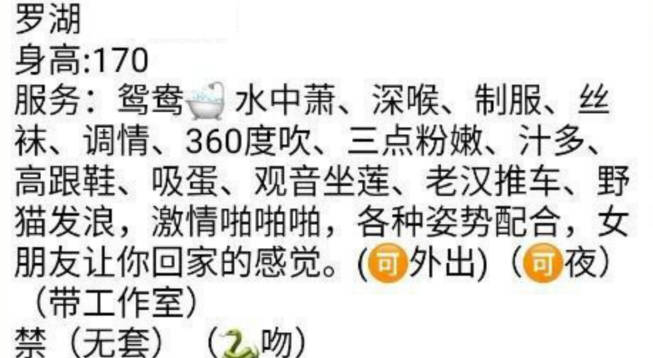 罗湖
身高:170
服务：鸳鸯🛁水中萧、深喉、制服、丝
袜、调情、360度吹、三点粉嫩、汁多、
高跟鞋、吸蛋、观音坐莲、老汉推车、野
猫发浪，激情啪啪啪，各种姿势配合，女
朋友让你回家的感觉。(🉑外出)（🉑夜）
（带工作室）
禁（无套）（🐍吻）